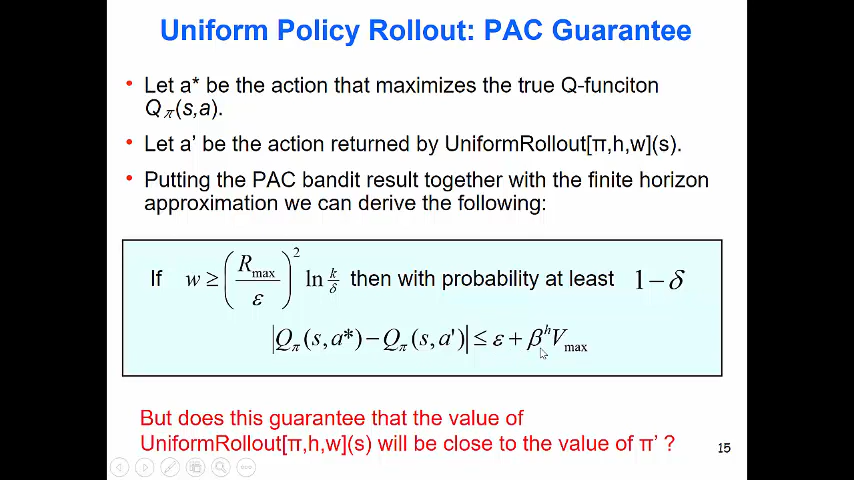 Uniform Policy Rollout: PAC Guarantee
• Let a* be the action that maximizes the true Q-funciton
Qπ(s,a).
• Let a’ be the action returned by UniformRollout[π,h,w](s).
• Putting the PAC bandit result together with the finite horizon
approximation we can derive the following:
If w ≥ (Rmax / ε)² ln k/δ then with probability at least 1 − δ
|Qπ(s,a*) − Qπ(s,a')| ≤ ε + β^h Vmax
But does this guarantee that the value of
UniformRollout[π,h,w](s) will be close to the value of π’ ?
15